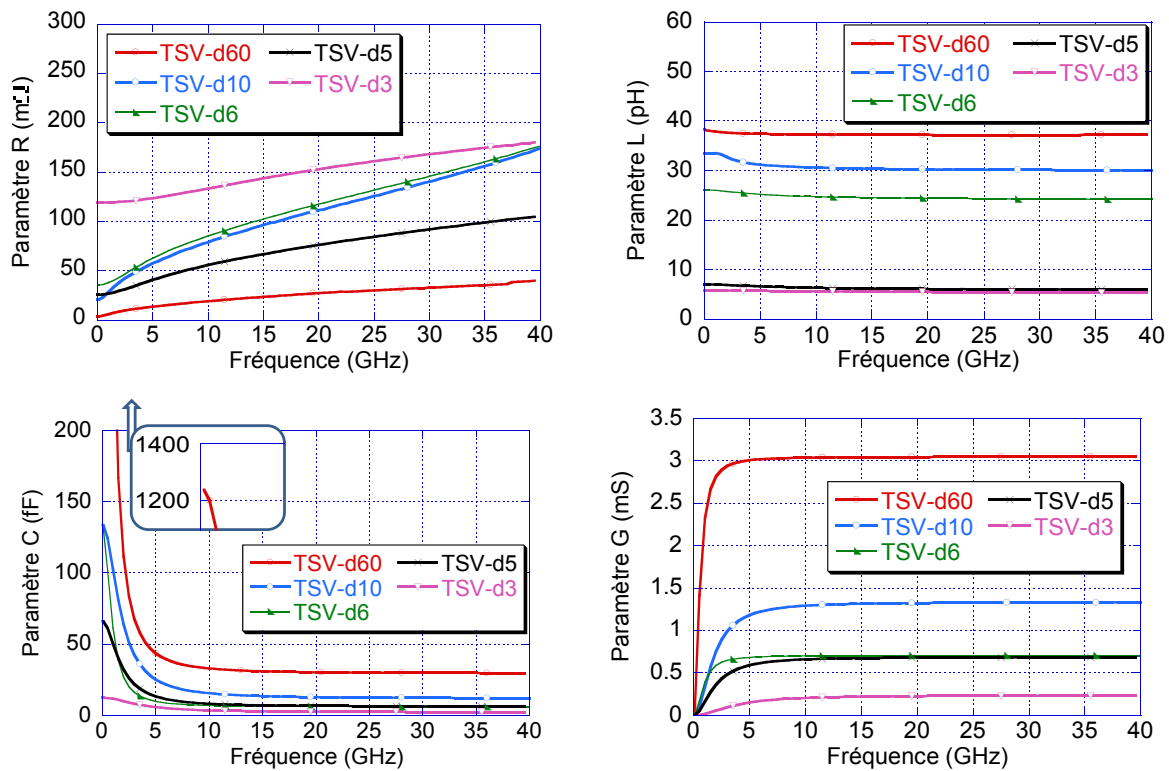 300
250
200
150
100
50
0
Paramètre R (mΩ)
TSV-d60
TSV-d5
TSV-d10
TSV-d3
TSV-d6
0 5 10 15 20 25 30 35 40
Fréquence (GHz)
60
50
40
30
20
10
0
Paramètre L (pH)
TSV-d60
TSV-d5
TSV-d10
TSV-d3
TSV-d6
0 5 10 15 20 25 30 35 40
Fréquence (GHz)
200
150
100
50
0
Paramètre C (fF)
1400
1200
TSV-d60
TSV-d5
TSV-d10
TSV-d3
TSV-d6
0 5 10 15 20 25 30 35 40
Fréquence (GHz)
3.5
3
2.5
2
1.5
1
0.5
0
Paramètre G (mS)
TSV-d60
TSV-d5
TSV-d10
TSV-d3
TSV-d6
0 5 10 15 20 25 30 35 40
Fréquence (GHz)